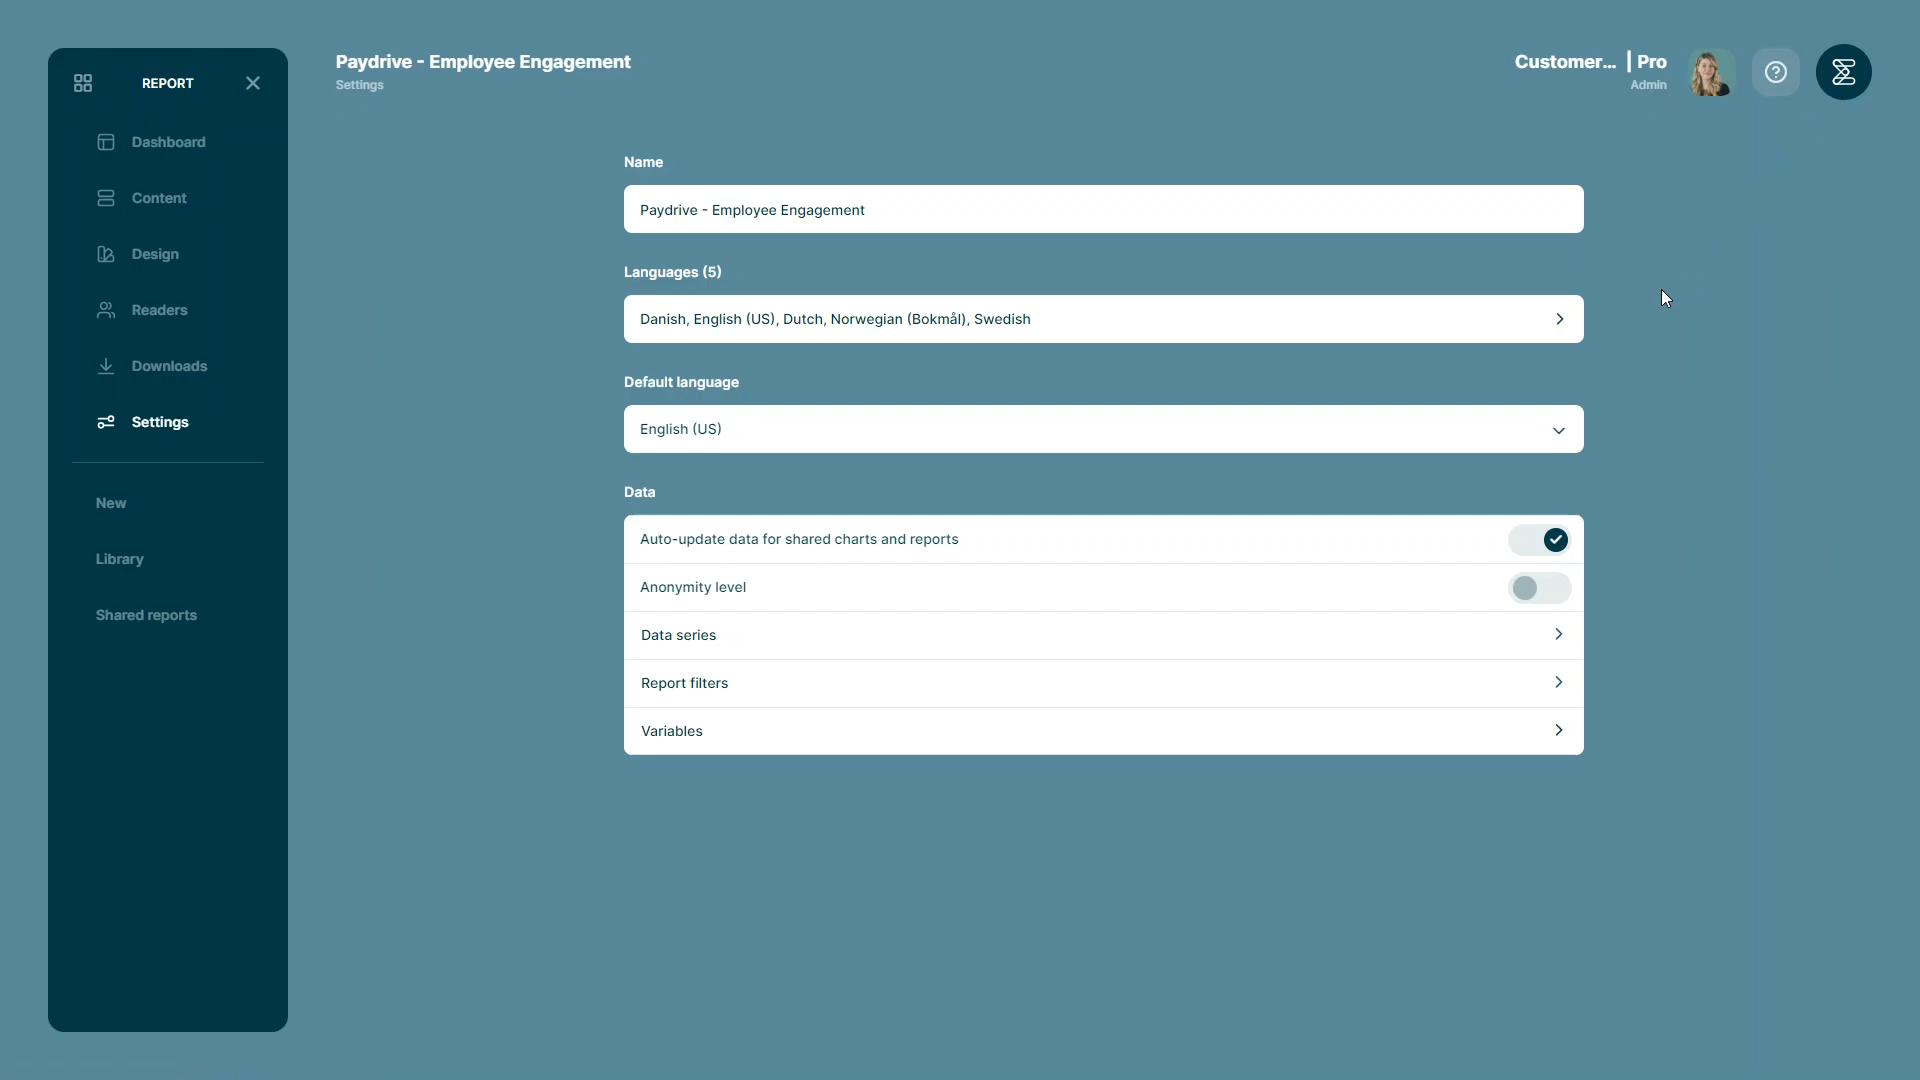 REPORT
Dashboard
Content
Design
Readers
Downloads
Settings
New
Library
Shared reports
Paydrive - Employee Engagement
Settings
Customer... | Pro
Admin
Name
Paydrive - Employee Engagement
Languages (5)
Danish, English (US), Dutch, Norwegian (Bokmål), Swedish
Default language
English (US)
Data
Auto-update data for shared charts and reports
Anonymity level
Data series
Report filters
Variables